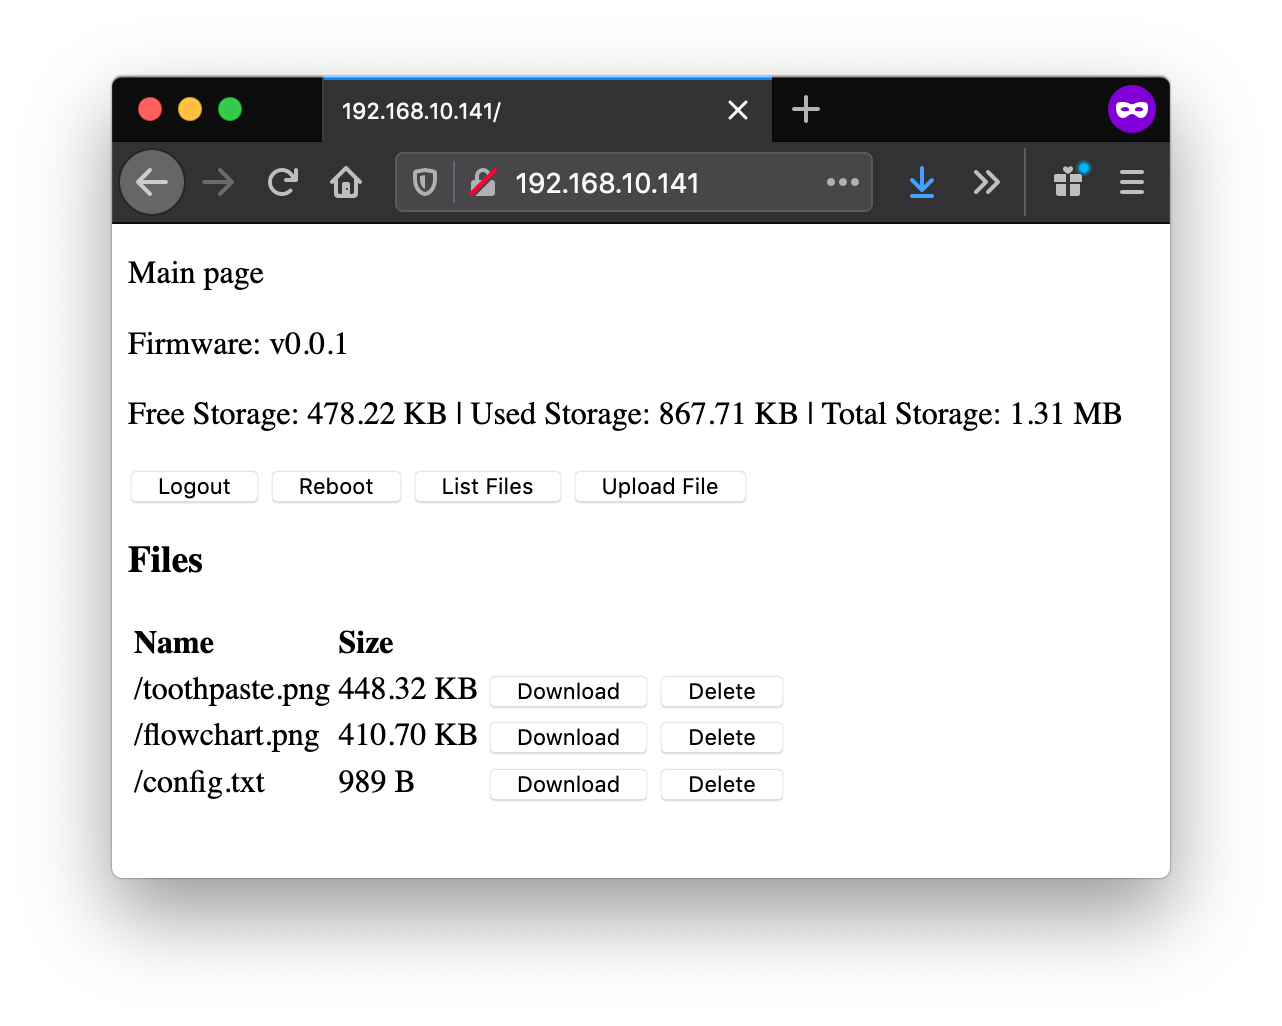 192.168.10.141/
192.168.10.141
Main page
Firmware: v0.0.1
Free Storage: 478.22 KB | Used Storage: 867.71 KB | Total Storage: 1.31 MB
Logout Reboot List Files Upload File
Files
Name Size
/toothpaste.png 448.32 KB Download Delete
/flowchart.png 410.70 KB Download Delete
/config.txt 989 B Download Delete